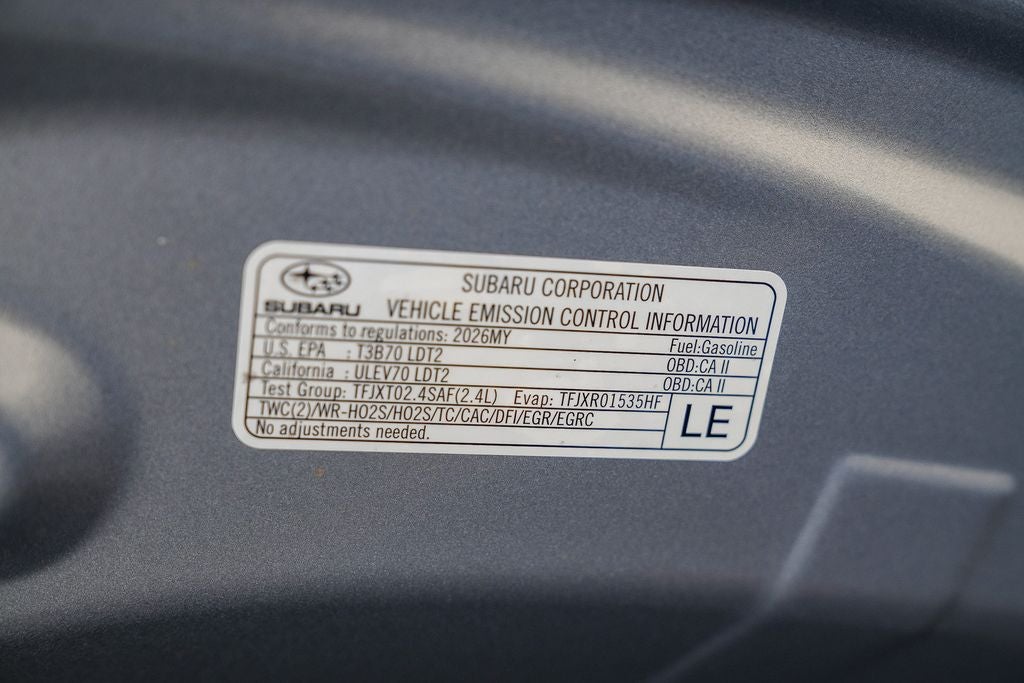 SUBARU
SUBARU CORPORATION
VEHICLE EMISSION CONTROL INFORMATION
Conforms to regulations: 2026MY
Fuel:Gasoline
U.S. EPA : T3B70 LDT2
OBD:CA II
California : ULEV70 LDT2
OBD:CA II
Test Group: TFJXT02.4SAF(2.4L) Evap: TFJXR01535HF
TWC(2)/WR-HO2S/HO2S/TC/CAC/DFI/EGR/EGRC
No adjustments needed.
LE